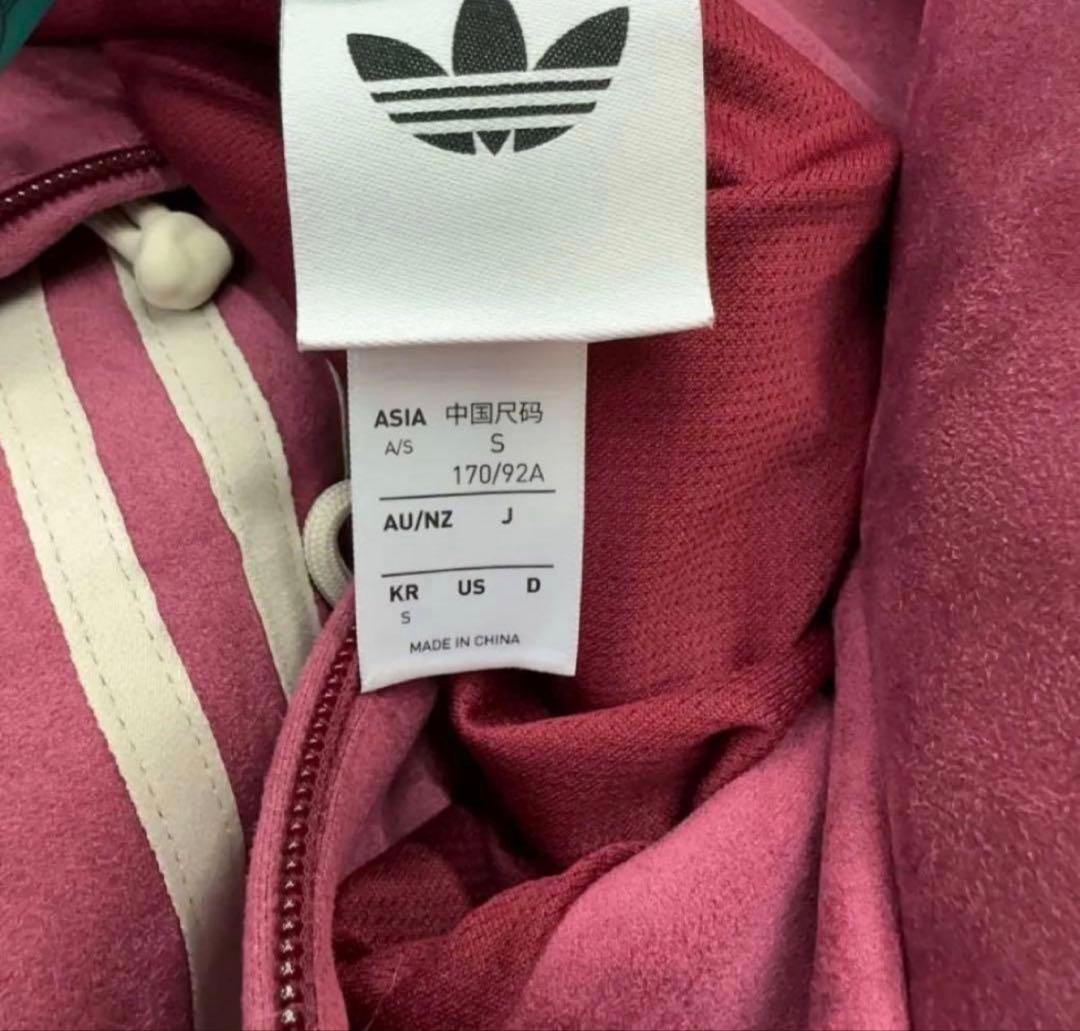 ASIA 中国尺码
A/S S
170/92A
AU/NZ J
KR US D
S
MADE IN CHINA